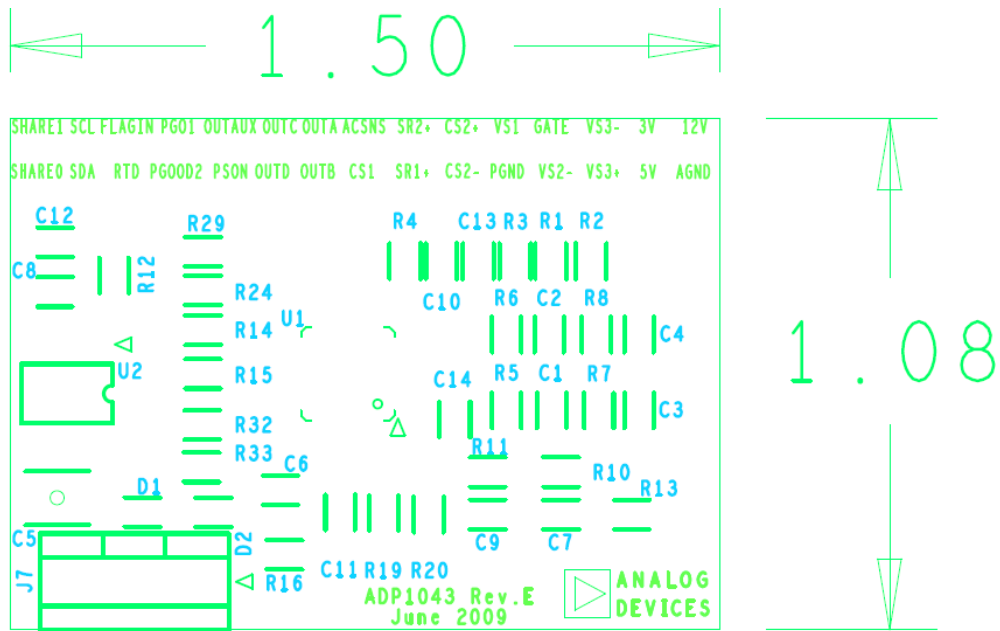 1.50
SHARE1 SCL FLAGIN PGO1 OUTAUX OUTC OUTA ACSNS SR2+ CS2+ VS1 GATE VS3- 3V 12V
SHARE0 SDA RTD PGOOD2 PSON OUTD OUTB CS1 SR1+ CS2- PGND VS2- VS3+ 5V AGND
C12 R29 R4 C13 R3 R1 R2
C8 R12
R24 C10 R6 C2 R8
U1 R14 C4
1.08
U2 R15 C14 R5 C1 R7
C3
R32 R11
R33 C6 R10
D1 R13
C5 D2 C9 C7
J7 R16 C11 R19 R20
ANALOG
DEVICES
ADP1043 Rev.E
June 2009